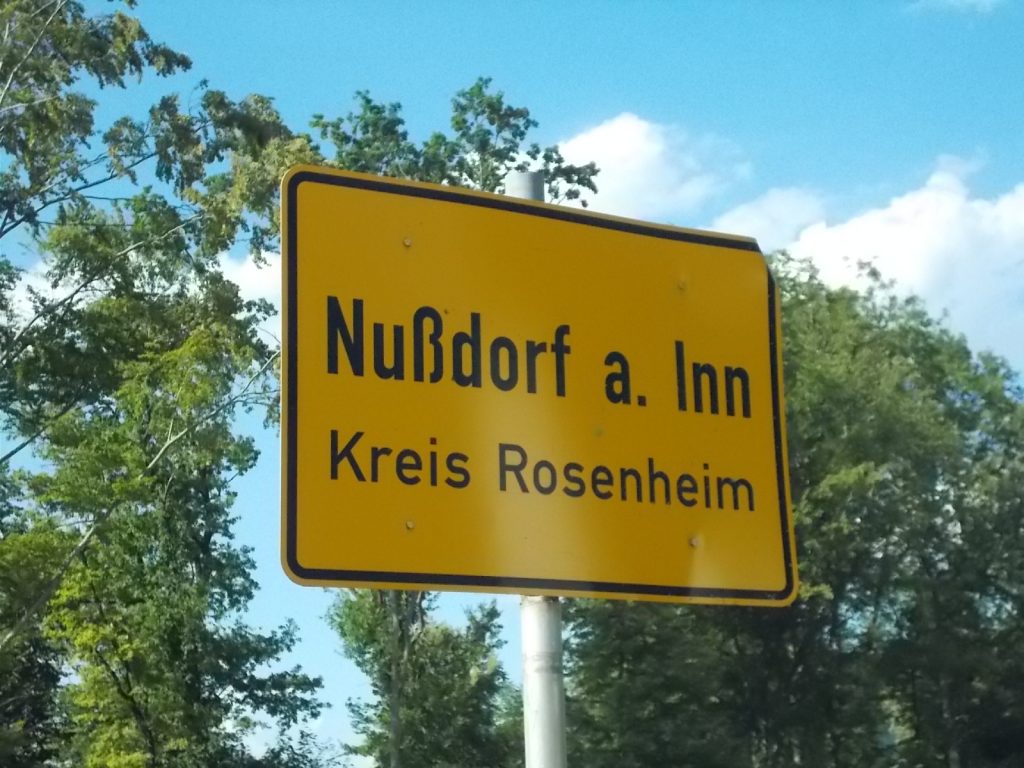 Nußdorf a. Inn
Kreis Rosenheim